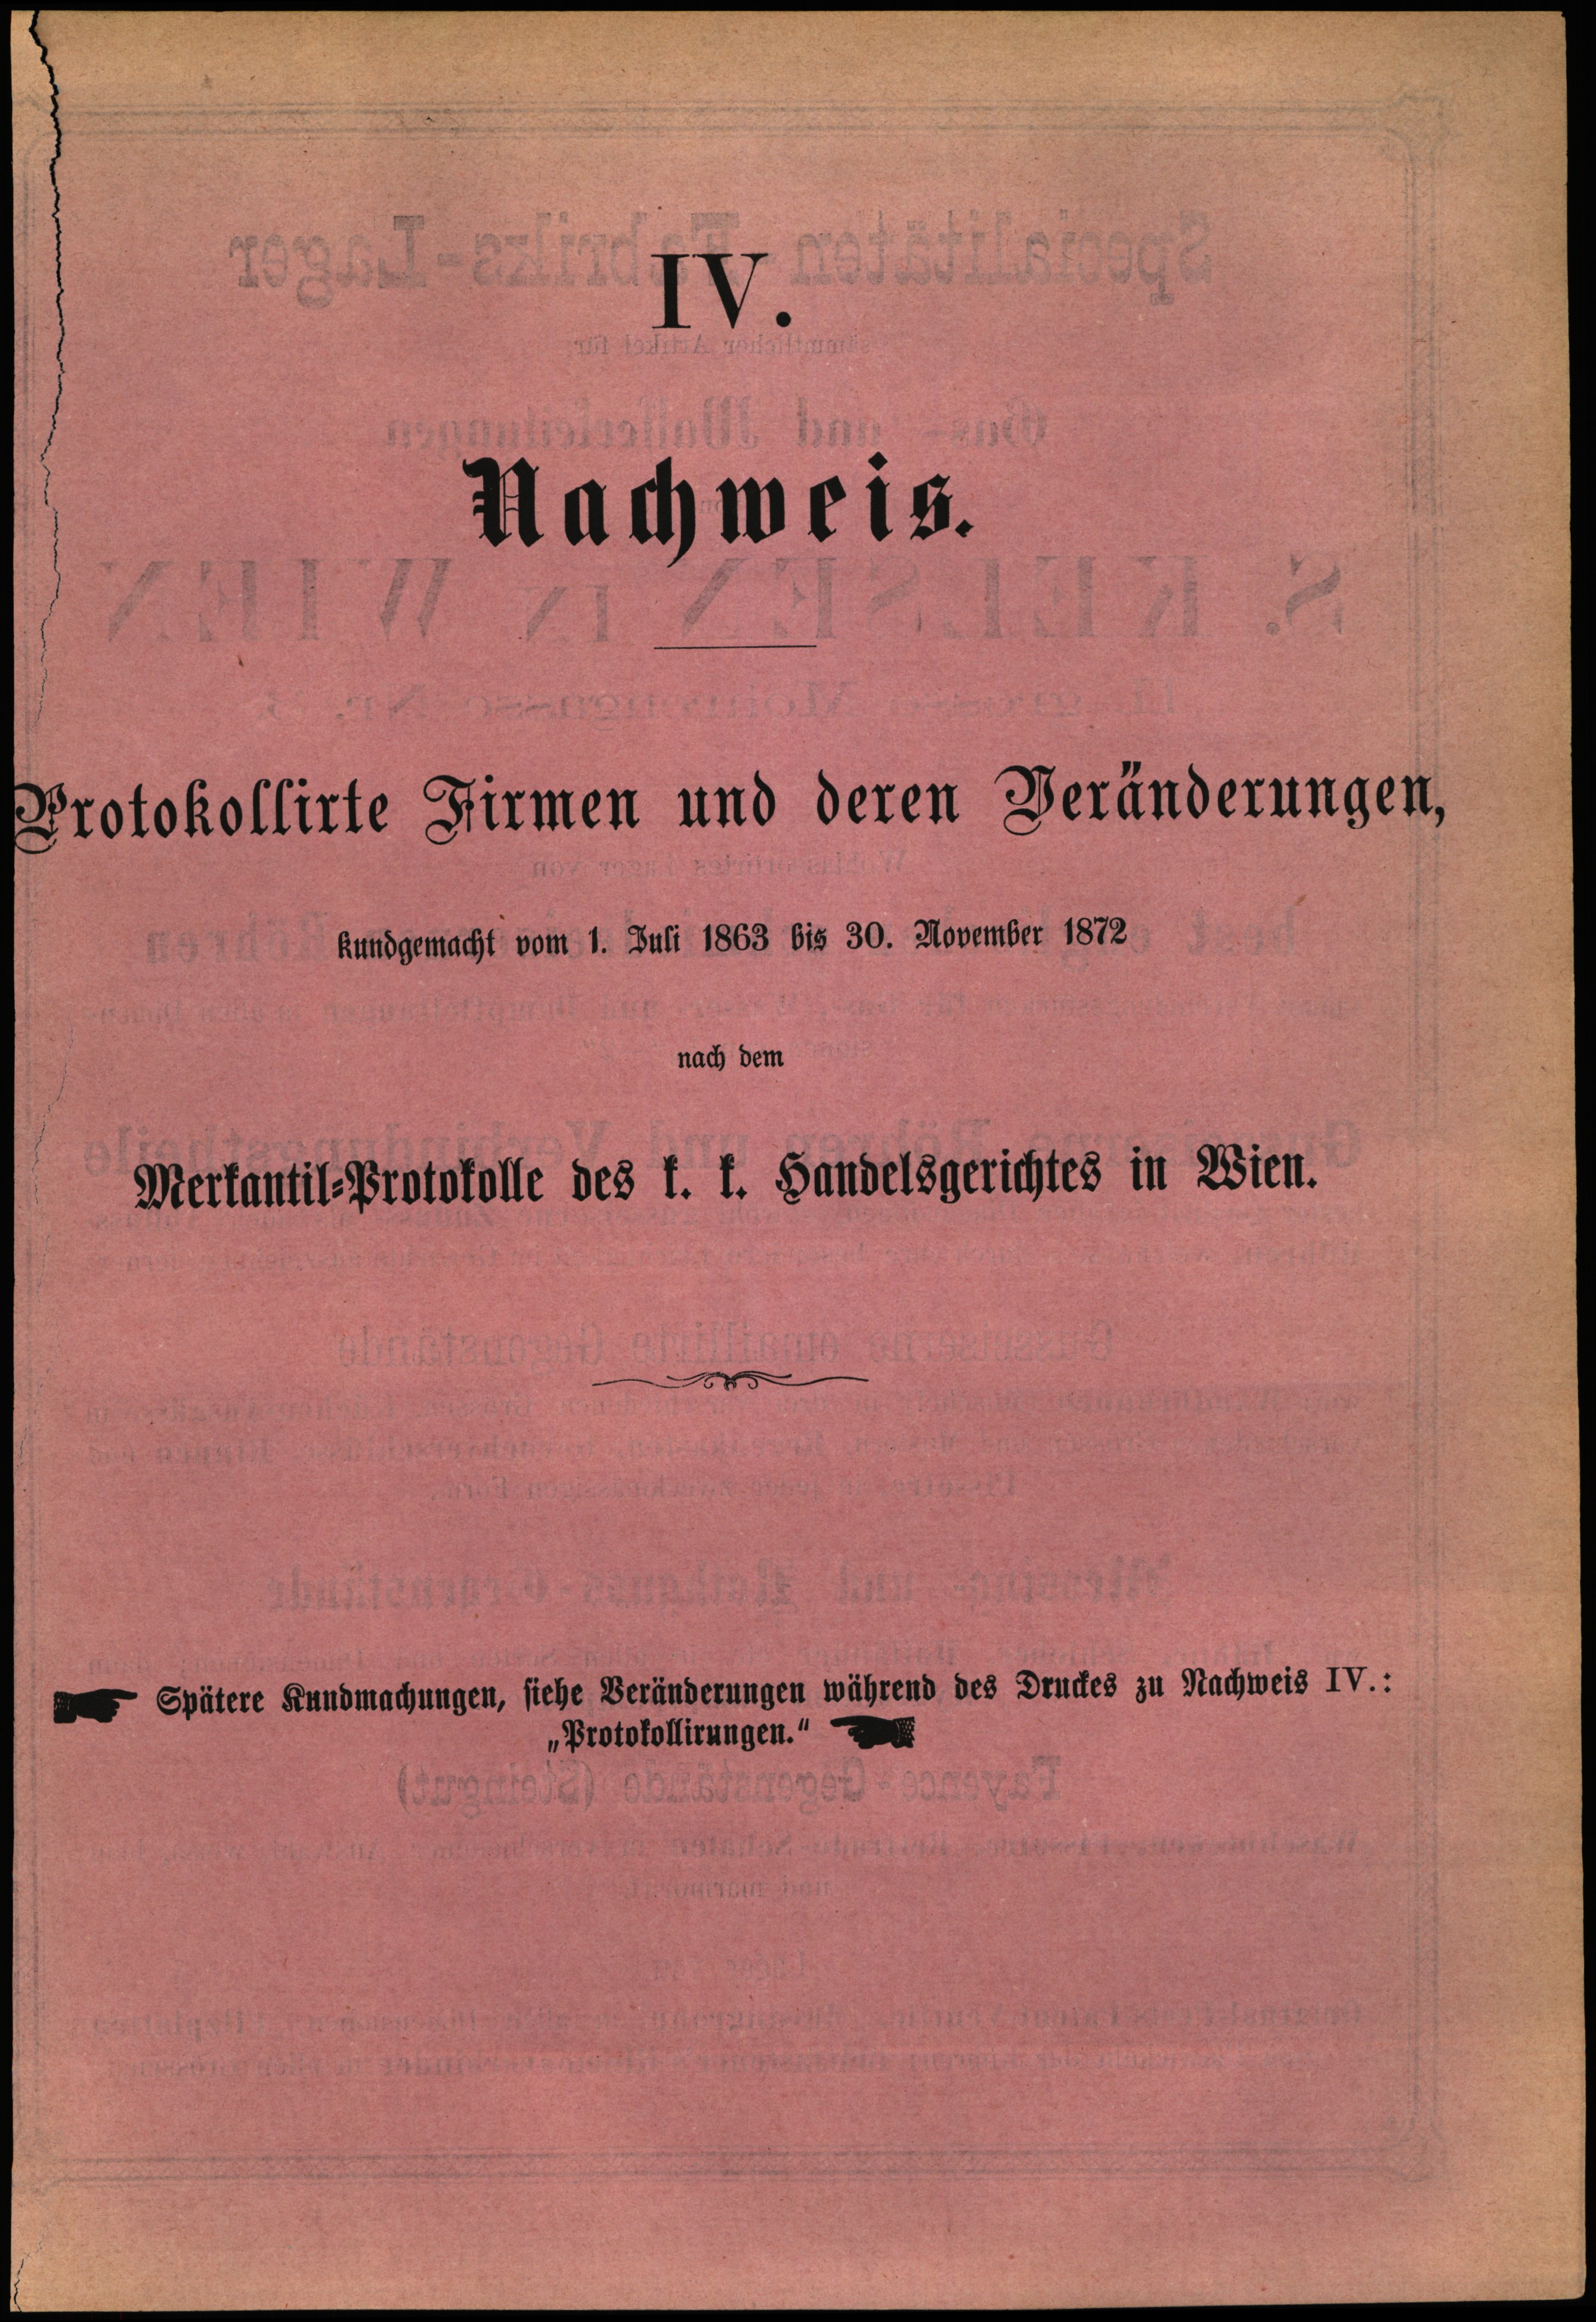 IV.
Nachweis.
Protokollirte Firmen und deren Veränderungen,
kundgemacht vom 1. Juli 1863 bis 30. November 1872
nach dem
Merkantil-Protokolle des k. k. Handelsgerichtes in Wien.
Spätere Kundmachungen, siehe Veränderungen während des Druckes zu Nachweis IV.:
„Protokollirungen.“